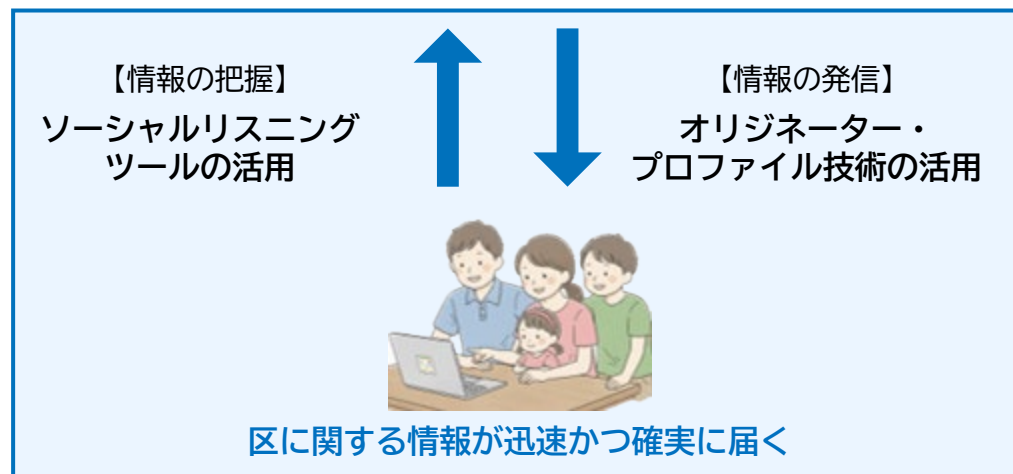 【情報の把握】
ソーシャルリスニング
ツールの活用
【情報の発信】
オリジネーター・
プロファイル技術の活用
区に関する情報が迅速かつ確実に届く